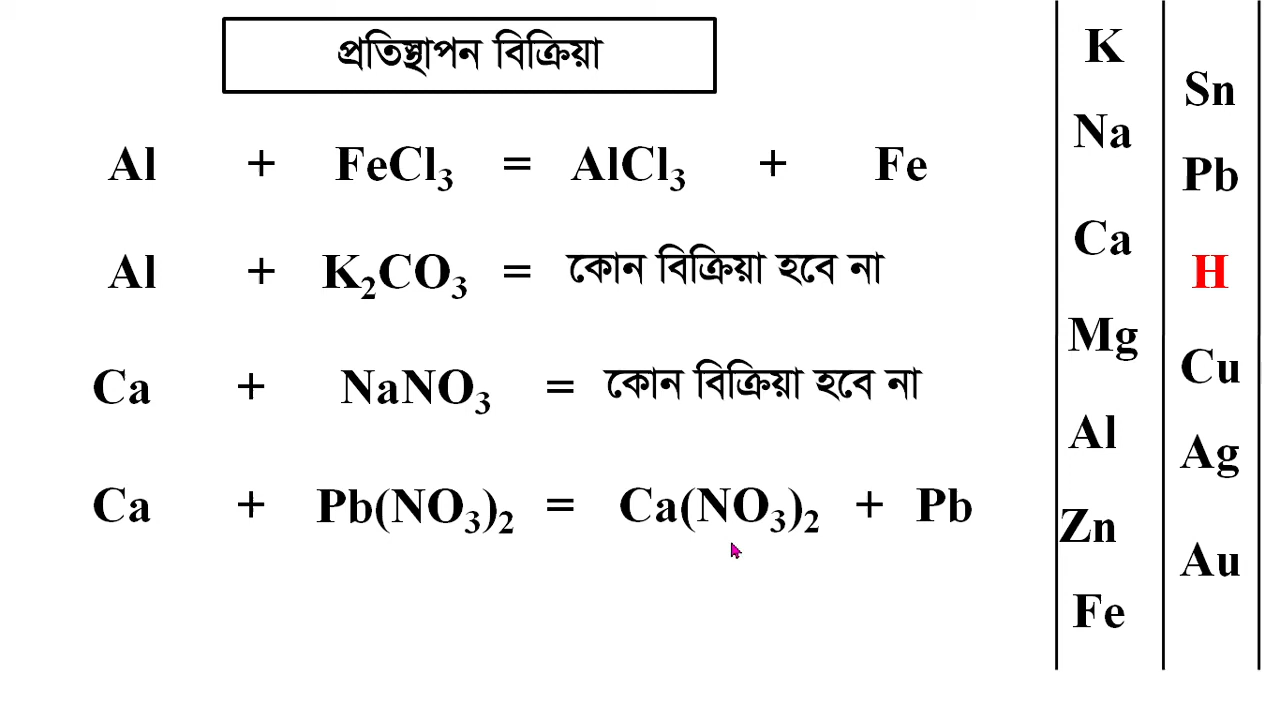 প্রতিস্থাপন বিক্রিয়া
Al + FeCl₃ = AlCl₃ + Fe
Al + K₂CO₃ = কোন বিক্রিয়া হবে না
Ca + NaNO₃ = কোন বিক্রিয়া হবে না
Ca + Pb(NO₃)₂ = Ca(NO₃)₂ + Pb
K
Na
Ca
Mg
Al
Zn
Fe
Sn
Pb
H
Cu
Ag
Au